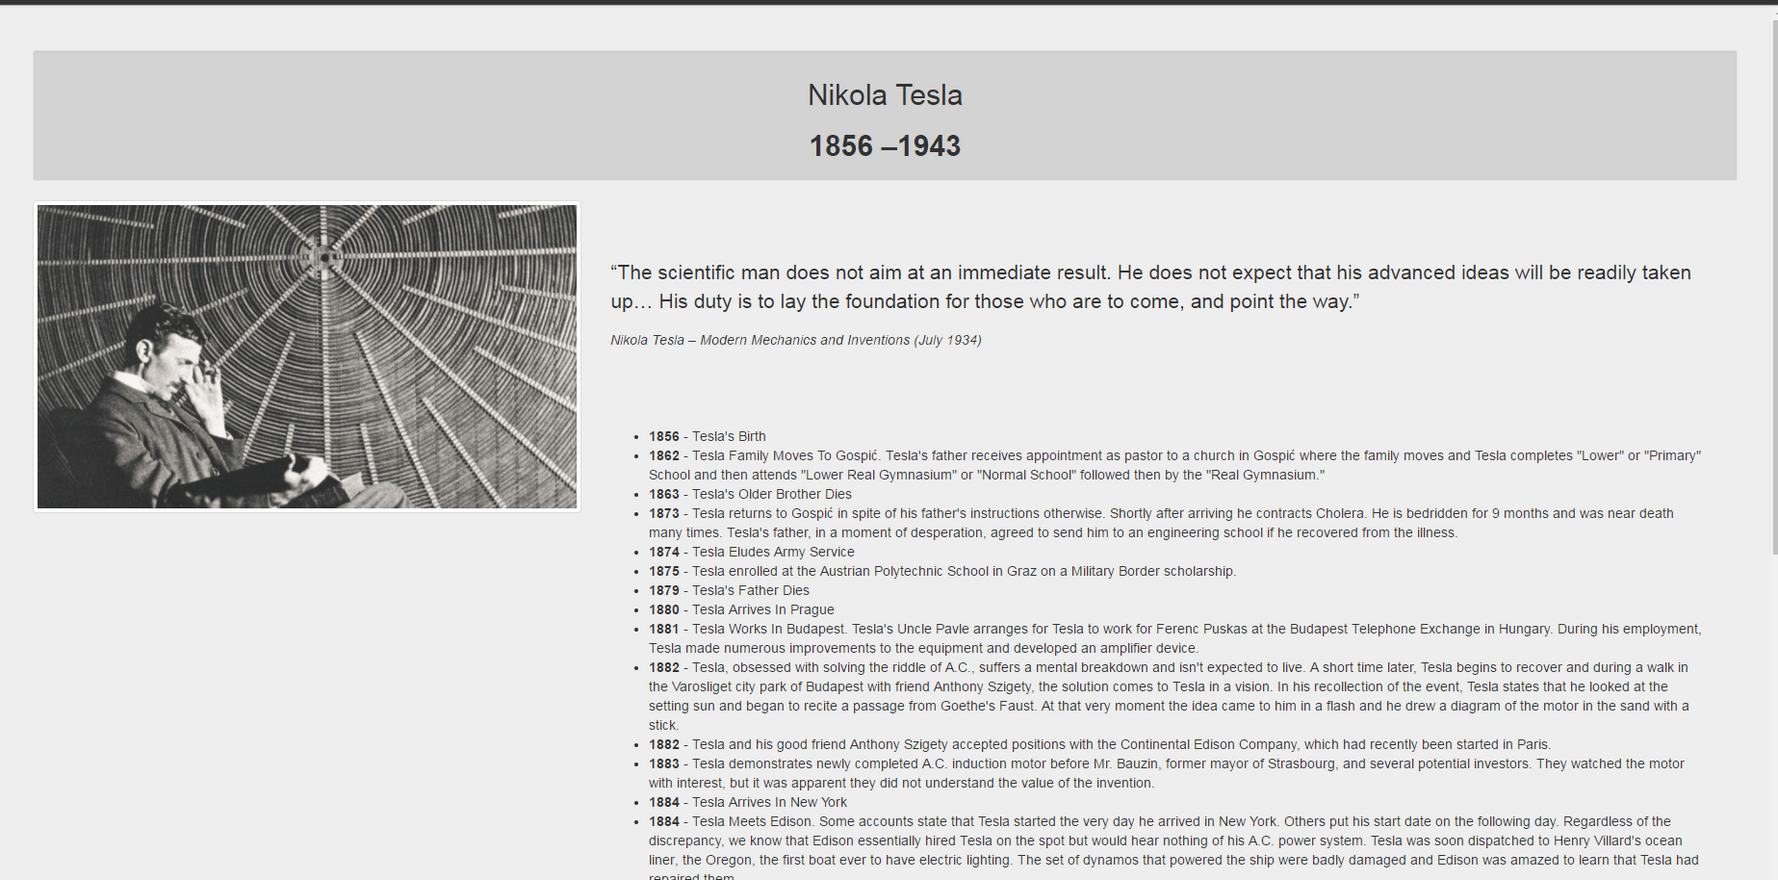 Nikola Tesla
1856 –1943
“The scientific man does not aim at an immediate result. He does not expect that his advanced ideas will be readily taken
up… His duty is to lay the foundation for those who are to come, and point the way.”
Nikola Tesla – Modern Mechanics and Inventions (July 1934)
• 1856 - Tesla's Birth
• 1862 - Tesla Family Moves To Gospić. Tesla's father receives appointment as pastor to a church in Gospić where the family moves and Tesla completes "Lower" or "Primary"
School and then attends "Lower Real Gymnasium" or "Normal School" followed then by the "Real Gymnasium."
• 1863 - Tesla's Older Brother Dies
• 1873 - Tesla returns to Gospić in spite of his father's instructions otherwise. Shortly after arriving he contracts Cholera. He is bedridden for 9 months and was near death
many times. Tesla's father, in a moment of desperation, agreed to send him to an engineering school if he recovered from the illness.
• 1874 - Tesla Eludes Army Service
• 1875 - Tesla enrolled at the Austrian Polytechnic School in Graz on a Military Border scholarship.
• 1879 - Tesla's Father Dies
• 1880 - Tesla Arrives In Prague
• 1881 - Tesla Works In Budapest. Tesla's Uncle Pavle arranges for Tesla to work for Ferenc Puskas at the Budapest Telephone Exchange in Hungary. During his employment,
Tesla made numerous improvements to the equipment and developed an amplifier device.
• 1882 - Tesla, obsessed with solving the riddle of A.C., suffers a mental breakdown and isn't expected to live. A short time later, Tesla begins to recover and during a walk in
the Varosliget city park of Budapest with friend Anthony Szigety, the solution comes to Tesla in a vision. In his recollection of the event, Tesla states that he looked at the
setting sun and began to recite a passage from Goethe's Faust. At that very moment the idea came to him in a flash and he drew a diagram of the motor in the sand with a
stick.
• 1882 - Tesla and his good friend Anthony Szigety accepted positions with the Continental Edison Company, which had recently been started in Paris.
• 1883 - Tesla demonstrates newly completed A.C. induction motor before Mr. Bauzin, former mayor of Strasbourg, and several potential investors. They watched the motor
with interest, but it was apparent they did not understand the value of the invention.
• 1884 - Tesla Arrives In New York
• 1884 - Tesla Meets Edison. Some accounts state that Tesla started the very day he arrived in New York. Others put his start date on the following day. Regardless of the
discrepancy, we know that Edison essentially hired Tesla on the spot but would hear nothing of his A.C. power system. Tesla was soon dispatched to Henry Villard's ocean
liner, the Oregon, the first boat ever to have electric lighting. The set of dynamos that powered the ship were badly damaged and Edison was amazed to learn that Tesla had
repaired them.